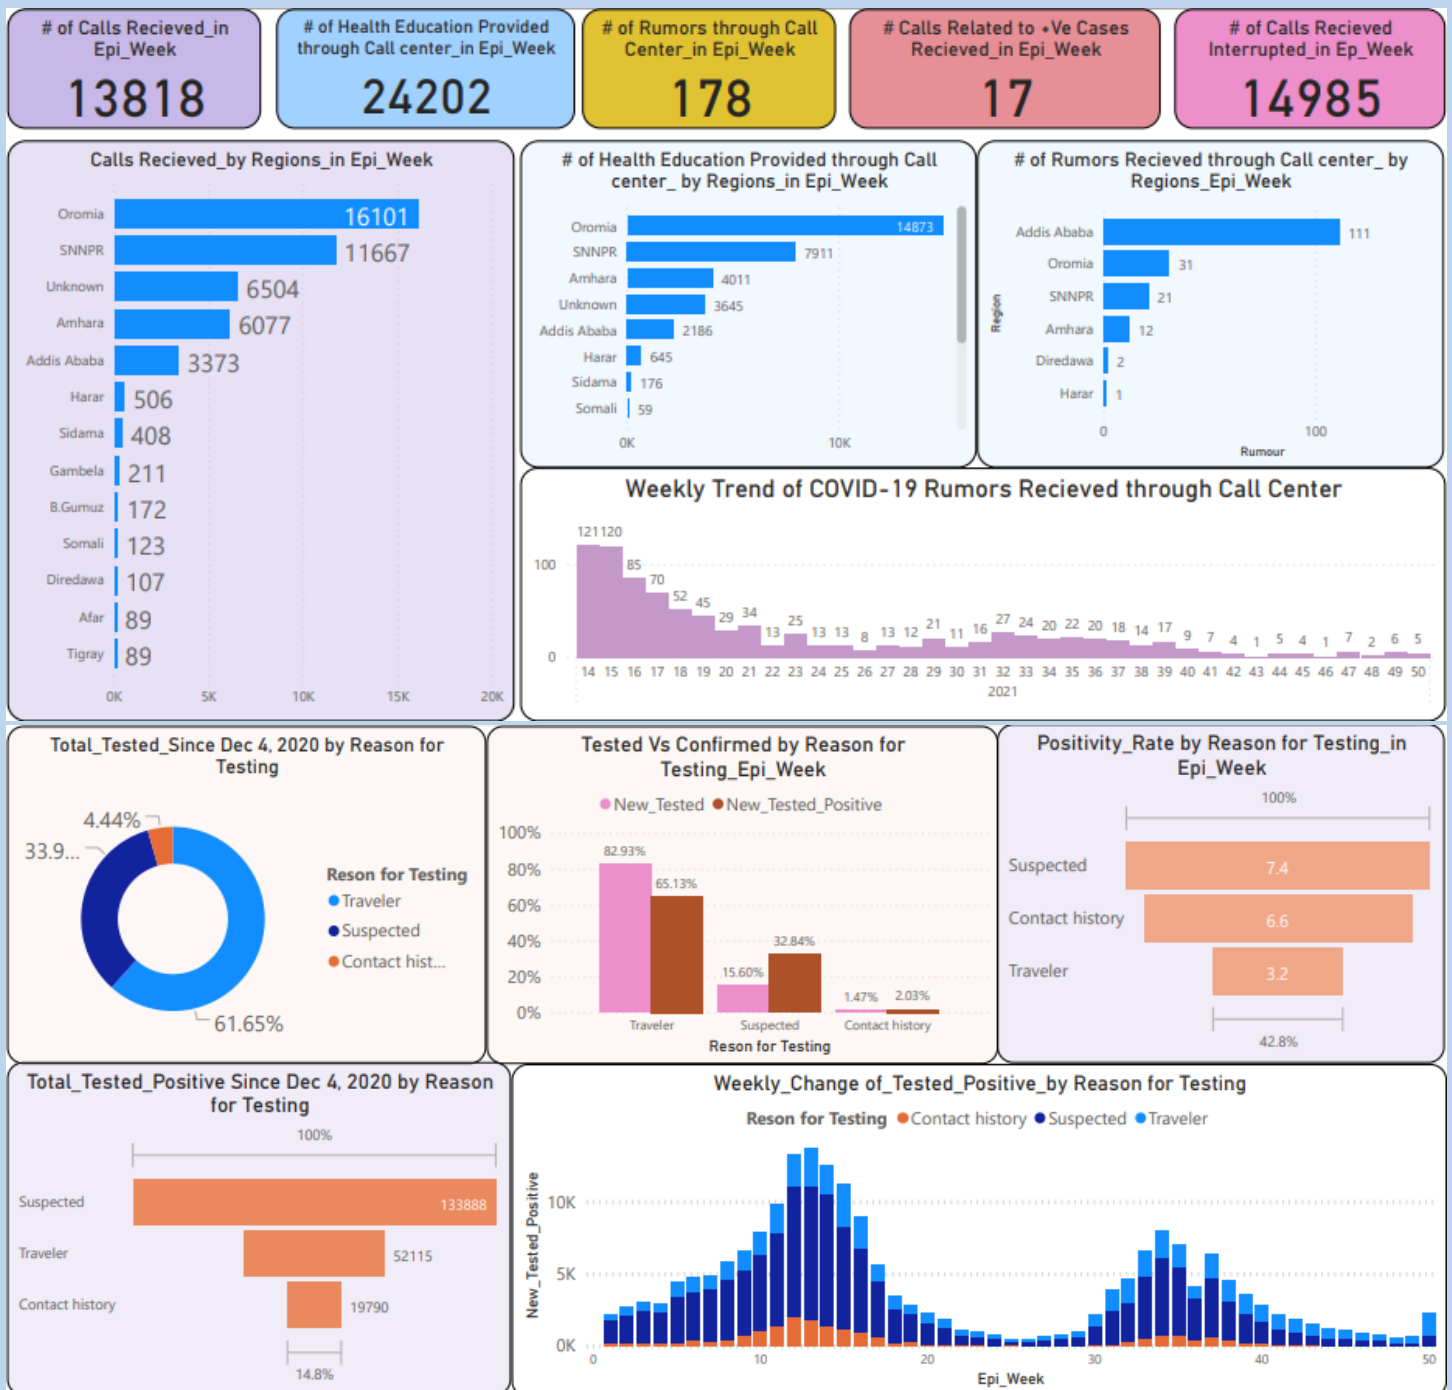 # of Calls Recieved_in
Epi_Week
13818
# of Health Education Provided
through Call center_in Epi_Week
24202
# of Rumors through Call
Center_in Epi_Week
178
# Calls Related to +Ve Cases
Recieved_in Epi_Week
17
# of Calls Recieved
Interrupted_in Ep_Week
14985
Calls Recieved_by Regions_in Epi_Week
Oromia 16101
SNNPR 11667
Unknown 6504
Amhara 6077
Addis Ababa 3373
Harar 506
Sidama 408
Gambela 211
B.Gumuz 172
Somali 123
Diredawa 107
Afar 89
Tigray 89
0K 5K 10K 15K 20K
# of Health Education Provided through Call
center_ by Regions_in Epi_Week
Oromia 14873
SNNPR 7911
Amhara 4011
Unknown 3645
Addis Ababa 2186
Harar 645
Sidama 176
Somali 59
0K 10K
# of Rumors Recieved through Call center_ by
Regions_Epi_Week
Region
Addis Ababa 111
Oromia 31
SNNPR 21
Amhara 12
Diredawa 2
Harar 1
0 100
Rumour
Weekly Trend of COVID-19 Rumors Recieved through Call Center
100
0
121 120 85 70 52 45 29 34 13 25 13 13 8 13 12 21 11 16 27 24 20 22 20 18 14 17 9 7 4 1 5 4 1 7 2 6 5
14 15 16 17 18 19 20 21 22 23 24 25 26 27 28 29 30 31 32 33 34 35 36 37 38 39 40 41 42 43 44 45 46 47 48 49 50
2021
Total_Tested_Since Dec 4, 2020 by Reason for
Testing
4.44%
33.9...
61.65%
Reson for Testing
Traveler
Suspected
Contact hist...
Tested Vs Confirmed by Reason for
Testing_Epi_Week
New_Tested New_Tested_Positive
100%
80%
60%
40%
20%
0%
82.93% 65.13%
15.60% 32.84%
1.47% 2.03%
Traveler Suspected Contact history
Reson for Testing
Positivity_Rate by Reason for Testing_in
Epi_Week
100%
Suspected 7.4
Contact history 6.6
Traveler 3.2
42.8%
Total_Tested_Positive Since Dec 4, 2020 by Reason
for Testing
100%
Suspected 133888
Traveler 52115
Contact history 19790
14.8%
Weekly_Change of_Tested_Positive_by Reason for Testing
Reson for Testing Contact history Suspected Traveler
New_Tested_Positive
10K
5K
0K
0 10 20 30 40 50
Epi_Week